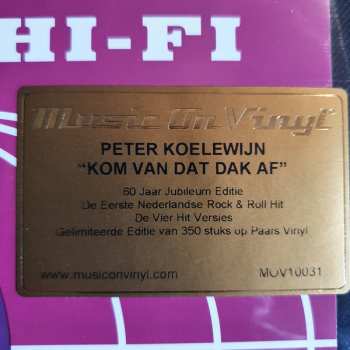 HI-FI
Music On Vinyl
PETER KOELEWIJN
“KOM VAN DAT DAK AF”
60 Jaar Jubileum Editie
De Eerste Nederlandse Rock & Roll Hit
De Vier Hit Versies
Gelimiteerde Editie van 350 stuks op Paars Vinyl
www.musiconvinyl.com MOV10031